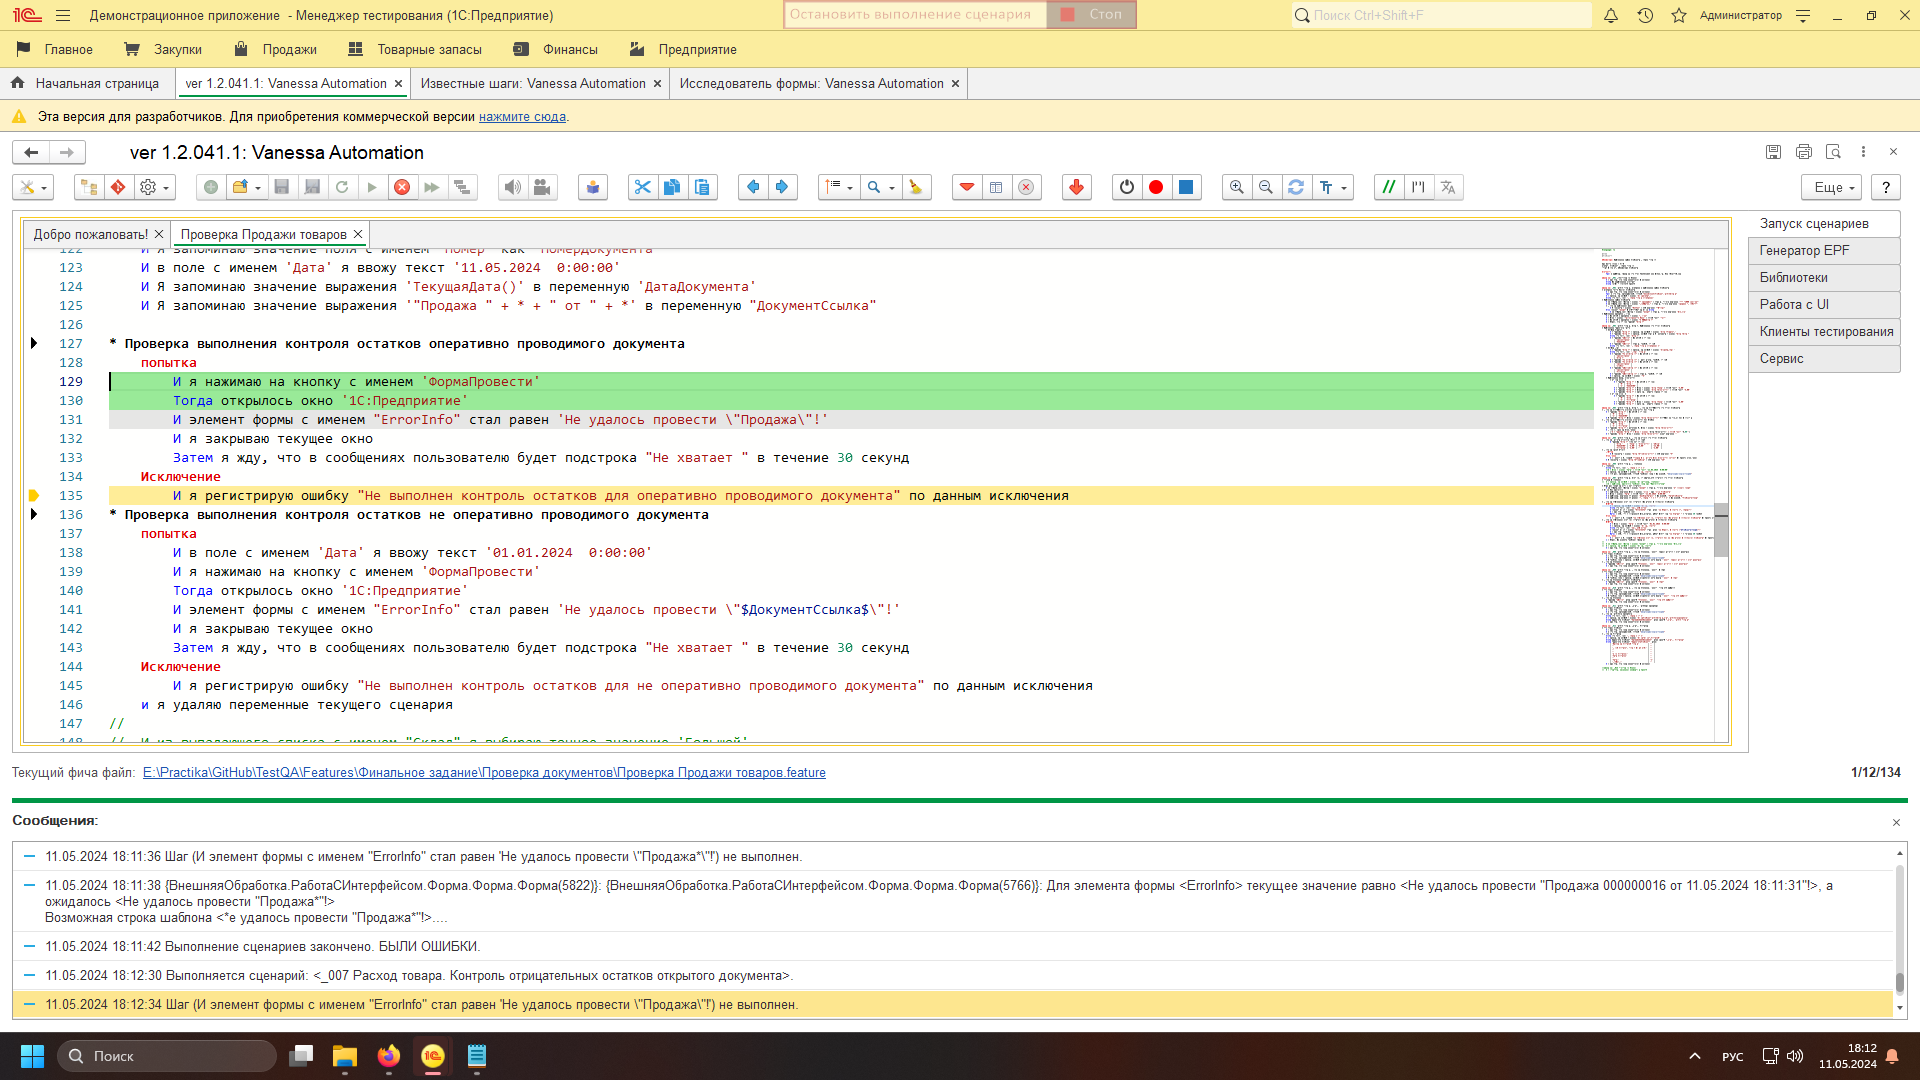 Демонстрационное приложение - Менеджер тестирования (1С:Предприятие)
Остановить выполнение сценария
Стоп
Поиск Ctrl+Shift+F
Администратор
Главное
Закупки
Продажи
Товарные запасы
Финансы
Предприятие
Начальная страница
ver 1.2.041.1: Vanessa Automation
Известные шаги: Vanessa Automation
Исследователь формы: Vanessa Automation
Эта версия для разработчиков. Для приобретения коммерческой версии нажмите сюда.
ver 1.2.041.1: Vanessa Automation
Еще
?
Добро пожаловать!
Проверка Продажи товаров
122 И Я запоминаю значение поля с именем "Номер" как "НомерДокумента"
123 И в поле с именем 'Дата' я ввожу текст '11.05.2024  0:00:00'
124 И Я запоминаю значение выражения 'ТекущаяДата()' в переменную 'ДатаДокумента'
125 И Я запоминаю значение выражения '"Продажа " + * + " от " + *' в переменную "ДокументСсылка"
126
127 * Проверка выполнения контроля остатков оперативно проводимого документа
128 попытка
129 И я нажимаю на кнопку с именем 'ФормаПровести'
130 Тогда открылось окно '1С:Предприятие'
131 И элемент формы с именем "ErrorInfo" стал равен 'Не удалось провести \"Продажа\"!'
132 И я закрываю текущее окно
133 Затем я жду, что в сообщениях пользователю будет подстрока "Не хватает " в течение 30 секунд
134 Исключение
135 И я регистрирую ошибку "Не выполнен контроль остатков для оперативно проводимого документа" по данным исключения
136 * Проверка выполнения контроля остатков не оперативно проводимого документа
137 попытка
138 И в поле с именем 'Дата' я ввожу текст '01.01.2024  0:00:00'
139 И я нажимаю на кнопку с именем 'ФормаПровести'
140 Тогда открылось окно '1С:Предприятие'
141 И элемент формы с именем "ErrorInfo" стал равен 'Не удалось провести \"$ДокументСсылка$\"!'
142 И я закрываю текущее окно
143 Затем я жду, что в сообщениях пользователю будет подстрока "Не хватает " в течение 30 секунд
144 Исключение
145 И я регистрирую ошибку "Не выполнен контроль остатков для не оперативно проводимого документа" по данным исключения
146 и я удаляю переменные текущего сценария
147 //
148 // И из выпадающего списка с именем "Склад" я выбираю точное значение 'Большой'
Запуск сценариев
Генератор EPF
Библиотеки
Работа с UI
Клиенты тестирования
Сервис
Текущий фича файл: E:\Practika\GitHub\TestQA\Features\Финальное задание\Проверка документов\Проверка Продажи товаров.feature
1/12/134
Сообщения:
11.05.2024 18:11:36 Шаг (И элемент формы с именем "ErrorInfo" стал равен 'Не удалось провести \"Продажа*\"!') не выполнен.
11.05.2024 18:11:38 {ВнешняяОбработка.РаботаСИнтерфейсом.Форма.Форма.Форма(5822)}: {ВнешняяОбработка.РаботаСИнтерфейсом.Форма.Форма.Форма(5766)}: Для элемента формы <ErrorInfo> текущее значение равно <Не удалось провести "Продажа 000000016 от 11.05.2024 18:11:31"!>, а
ожидалось <Не удалось провести "Продажа*"!>
Возможная строка шаблона <*е удалось провести "Продажа*"!>....
11.05.2024 18:11:42 Выполнение сценариев закончено. БЫЛИ ОШИБКИ.
11.05.2024 18:12:30 Выполняется сценарий: <_007 Расход товара. Контроль отрицательных остатков открытого документа>.
11.05.2024 18:12:34 Шаг (И элемент формы с именем "ErrorInfo" стал равен 'Не удалось провести \"Продажа\"!') не выполнен.
Поиск
РУС
18:12
11.05.2024